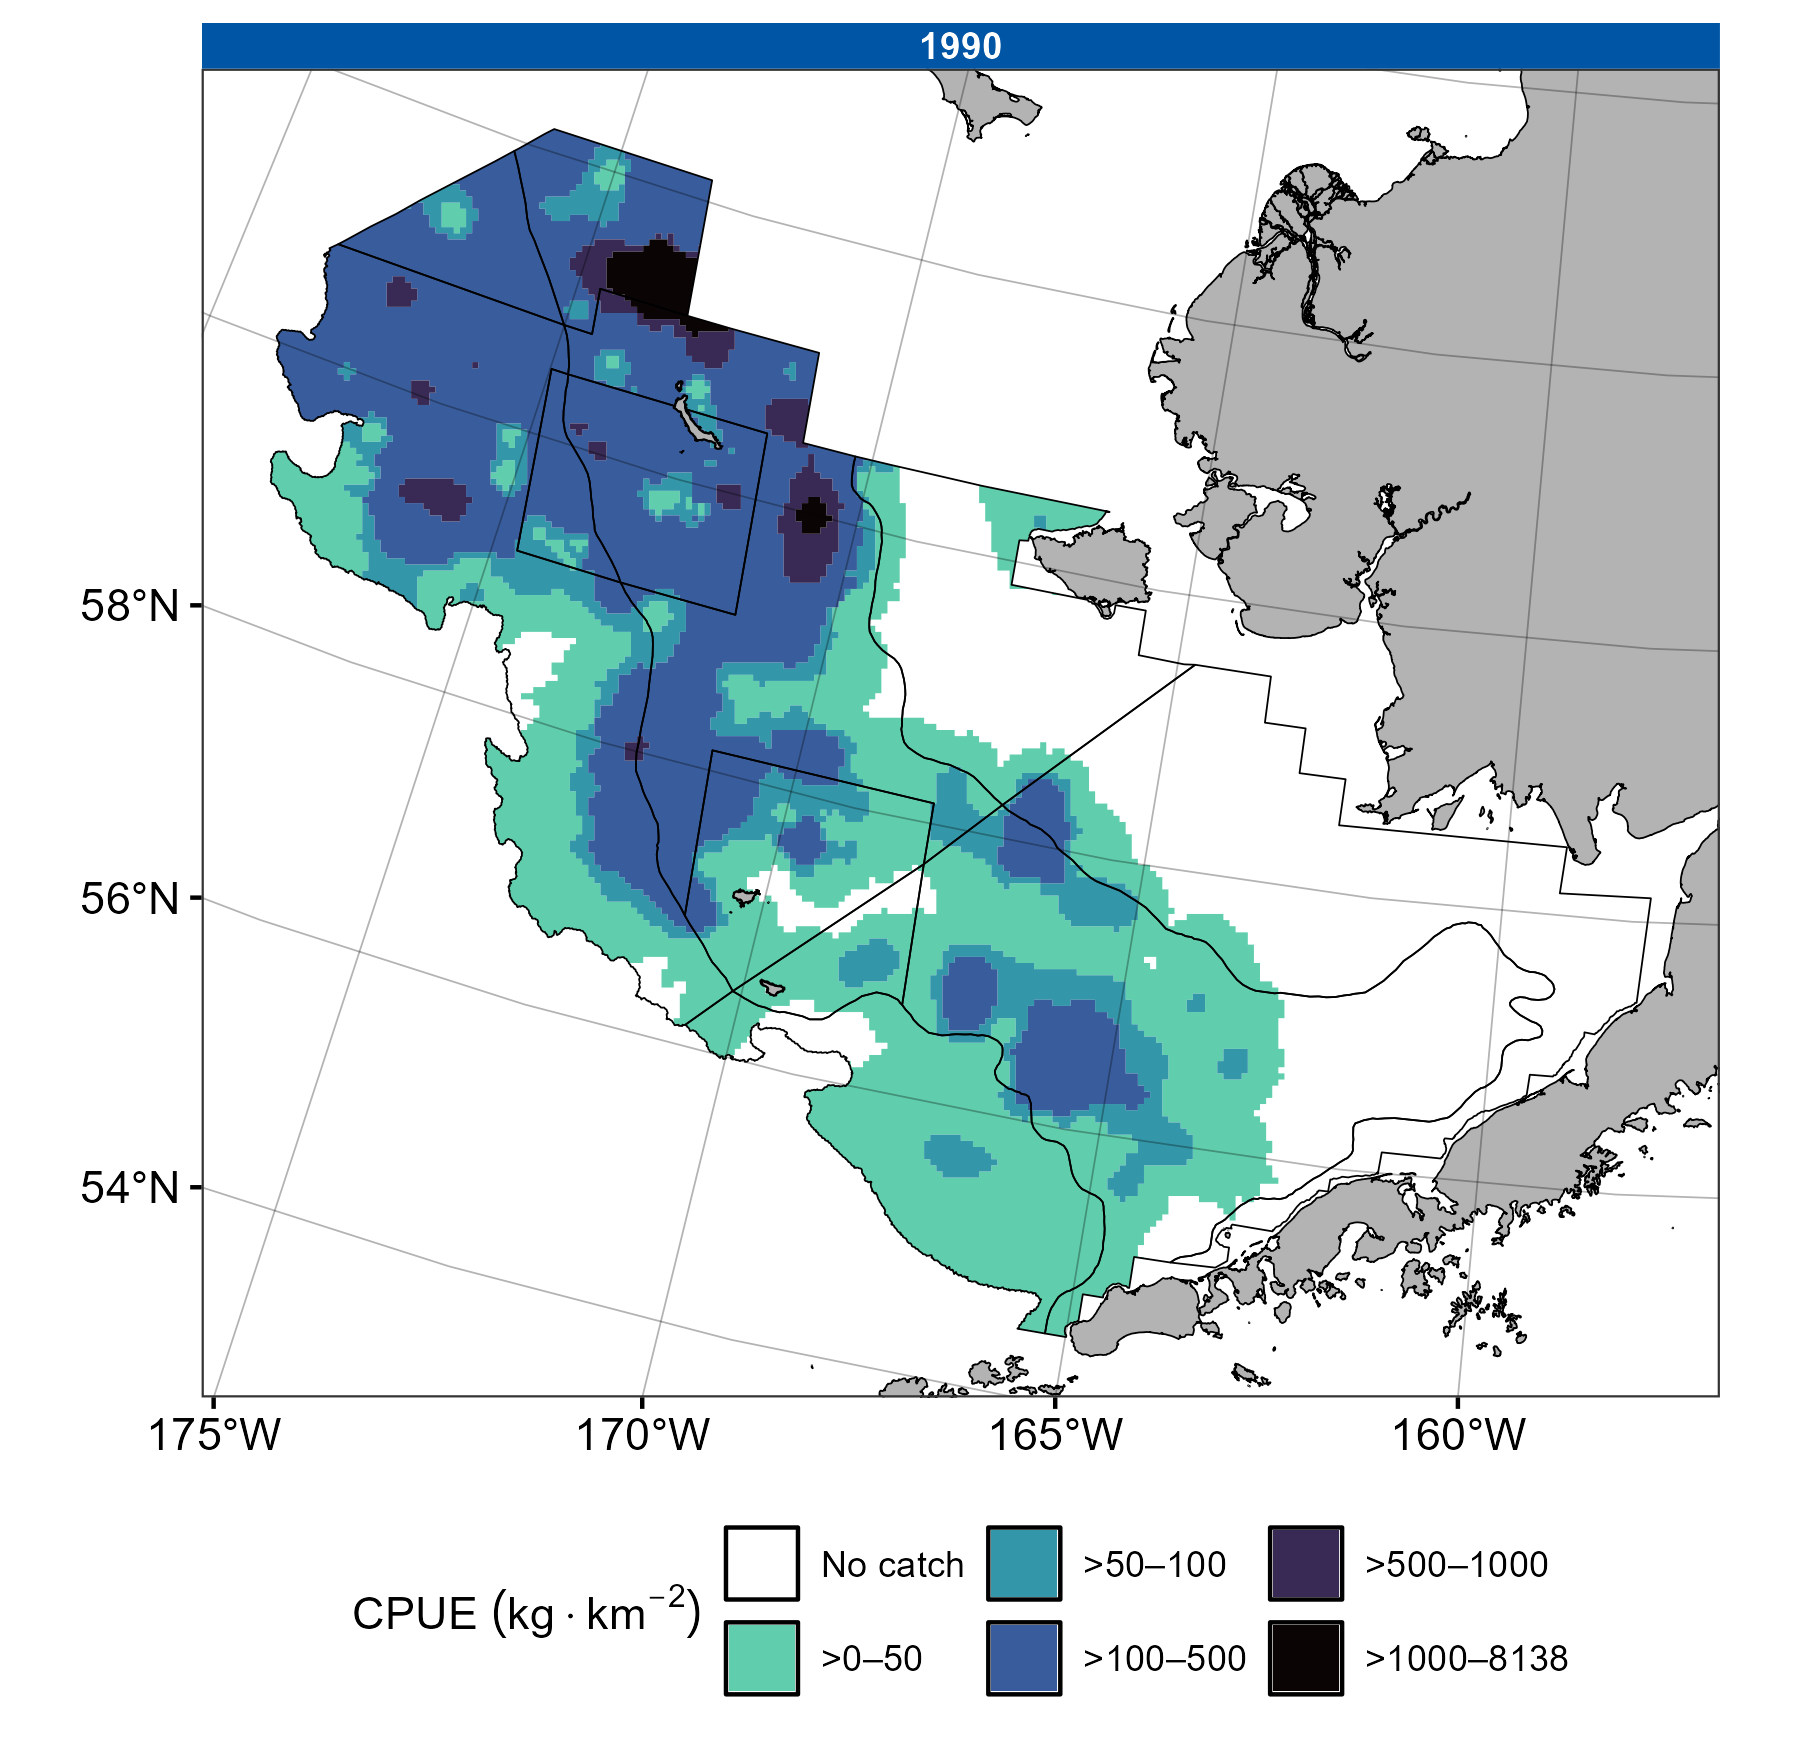 1990
58°N
56°N
54°N
175°W 170°W 165°W 160°W
CPUE (kg · km⁻²)
No catch
>0–50
>50–100
>100–500
>500–1000
>1000–8138